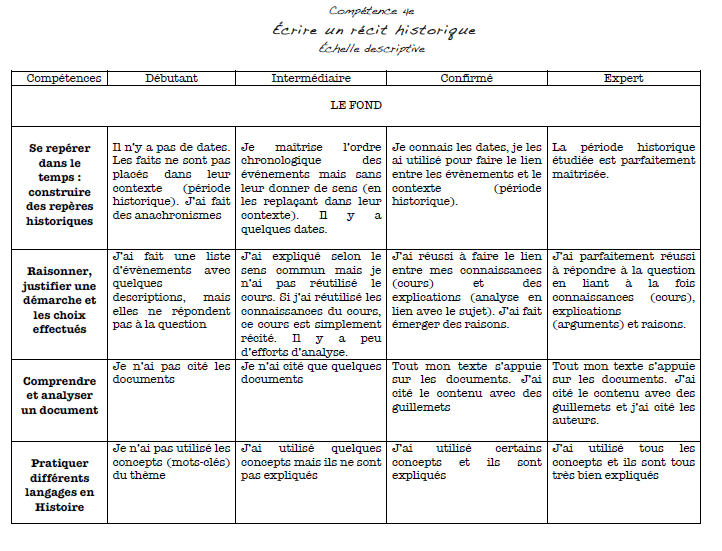 Compétence 4e
Écrire un récit historique
Échelle descriptive
Compétences Débutant Intermédiaire Confirmé Expert
LE FOND
Se repérer
dans le
temps :
construire
des repères
historiques
Il n'y a pas de dates.
Les faits ne sont pas
placés dans leur
contexte (période
historique). J'ai fait
des anachronismes
Je maîtrise l'ordre
chronologique des
évènements mais sans
leur donner de sens (en
les replaçant dans leur
contexte). Il y a
quelques dates.
Je connais les dates, je les
ai utilisé pour faire le lien
entre les évènements et le
contexte (période
historique).
La période historique
étudiée est parfaitement
maîtrisée.
Raisonner,
justifier une
démarche et
les choix
effectués
J'ai fait une liste
d'évènements avec
quelques
descriptions, mais
elles ne répondent
pas à la question
J'ai expliqué selon le
sens commun mais je
n'ai pas réutilisé le
cours. Si j'ai réutilisé les
connaissances du cours,
ce cours est simplement
récité. Il y a peu
d'efforts d'analyse.
J'ai réussi à faire le lien
entre mes connaissances
(cours) et des
explications (analyse en
lien avec le sujet). J'ai fait
émerger des raisons.
J'ai parfaitement réussi
à répondre à la question
en liant à la fois
connaissances (cours),
explications
(arguments) et raisons.
Comprendre
et analyser
un document
Je n'ai pas cité les
documents
Je n'ai cité que quelques
documents
Tout mon texte s'appuie
sur les documents. J'ai
cité le contenu avec des
guillemets
Tout mon texte s'appuie
sur les documents. J'ai
cité le contenu avec des
guillemets et j'ai cité les
auteurs.
Pratiquer
différents
langages en
Histoire
Je n'ai pas utilisé les
concepts (mots-clés)
du thème
J'ai utilisé quelques
concepts mais ils ne sont
pas expliqués
J'ai utilisé certains
concepts et ils sont
expliqués
J'ai utilisé tous les
concepts et ils sont tous
très bien expliqués